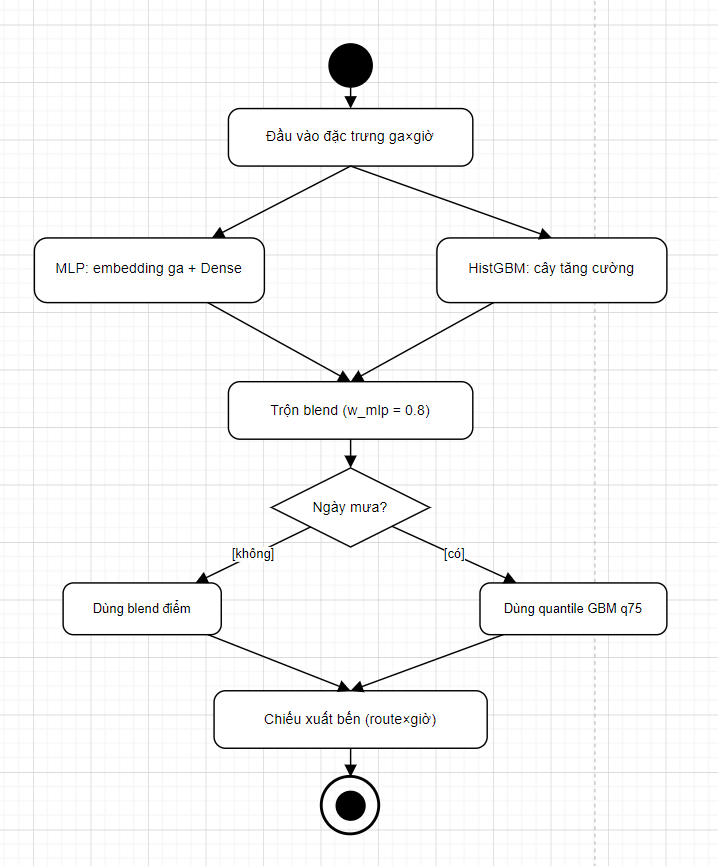 Đầu vào đặc trưng ga×giờ
MLP: embedding ga + Dense
HistGBM: cây tăng cường
Trộn blend (w_mlp = 0.8)
Ngày mưa?
[không]
[có]
Dùng blend điểm
Dùng quantile GBM q75
Chiếu xuất bến (route×giờ)